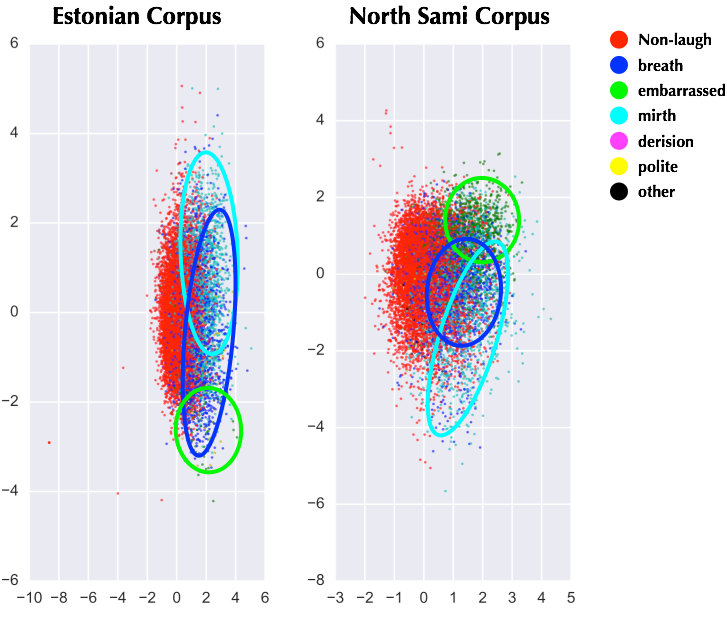 Estonian Corpus
North Sami Corpus
6
4
2
0
−2
−4
−6
−10 −8 −6 −4 −2 0 2 4 6
6
4
2
0
−2
−4
−6
−8
−3 −2 −1 0 1 2 3 4 5
Non-laugh
breath
embarrassed
mirth
derision
polite
other